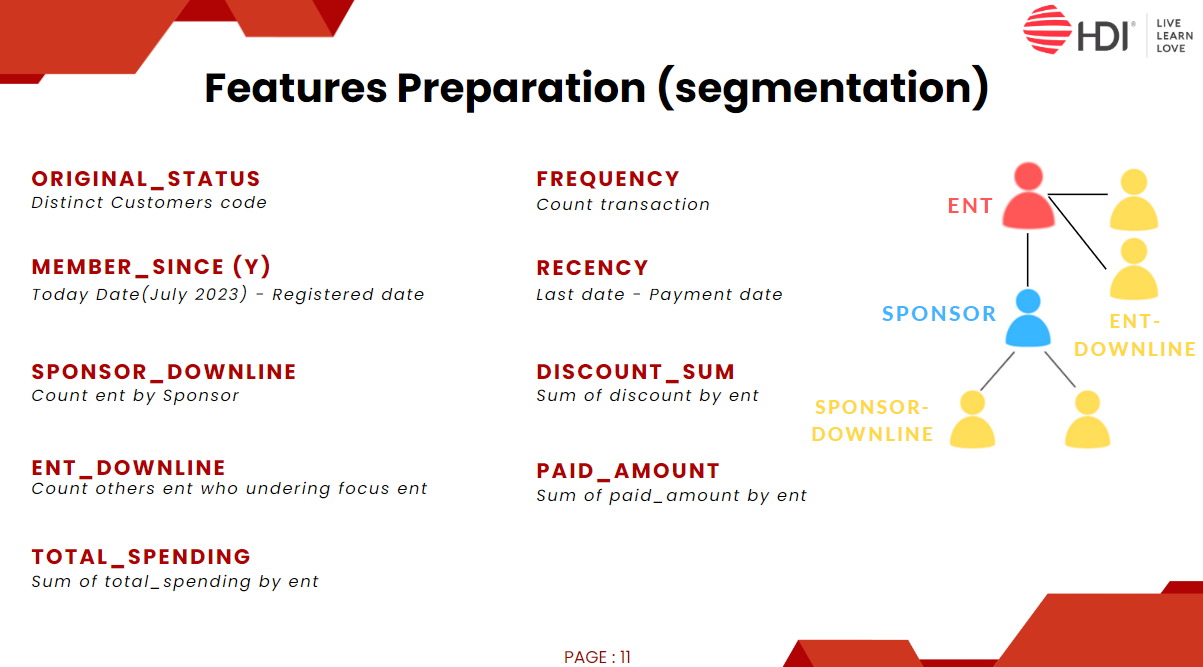 HDI®
LIVE
LEARN
LOVE
Features Preparation (segmentation)
ORIGINAL_STATUS
Distinct Customers code
MEMBER_SINCE (Y)
Today Date(July 2023) - Registered date
SPONSOR_DOWNLINE
Count ent by Sponsor
ENT_DOWNLINE
Count others ent who undering focus ent
TOTAL_SPENDING
Sum of total_spending by ent
FREQUENCY
Count transaction
RECENCY
Last date - Payment date
DISCOUNT_SUM
Sum of discount by ent
PAID_AMOUNT
Sum of paid_amount by ent
ENT
SPONSOR
ENT-
DOWNLINE
SPONSOR-
DOWNLINE
PAGE : 11